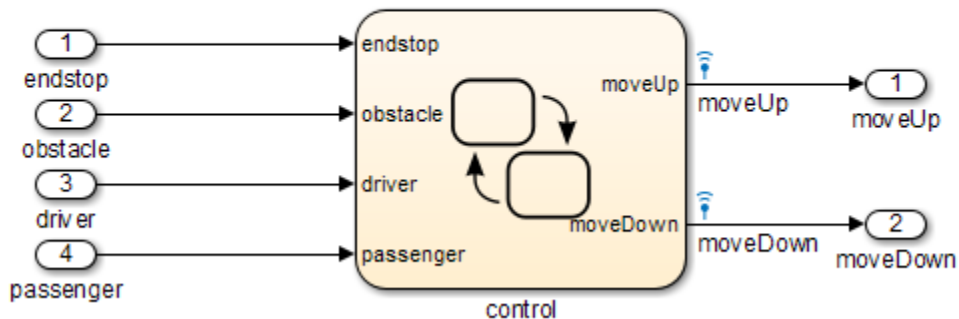 1
endstop
2
obstacle
3
driver
4
passenger
endstop
obstacle
driver
passenger
moveUp
moveDown
control
moveUp
moveDown
1
moveUp
2
moveDown